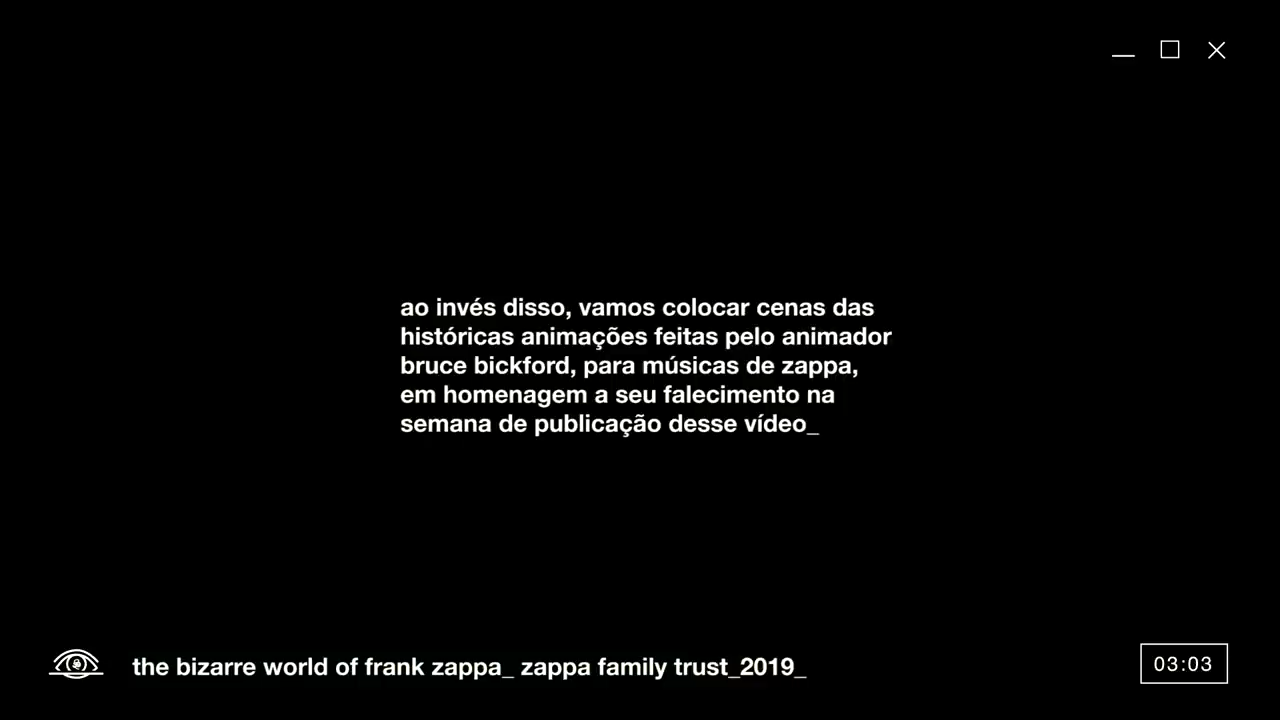 ao invés disso, vamos colocar cenas das
históricas animações feitas pelo animador
bruce bickford, para músicas de zappa,
em homenagem a seu falecimento na
semana de publicação desse vídeo_
the bizarre world of frank zappa_ zappa family trust_2019_
03:03